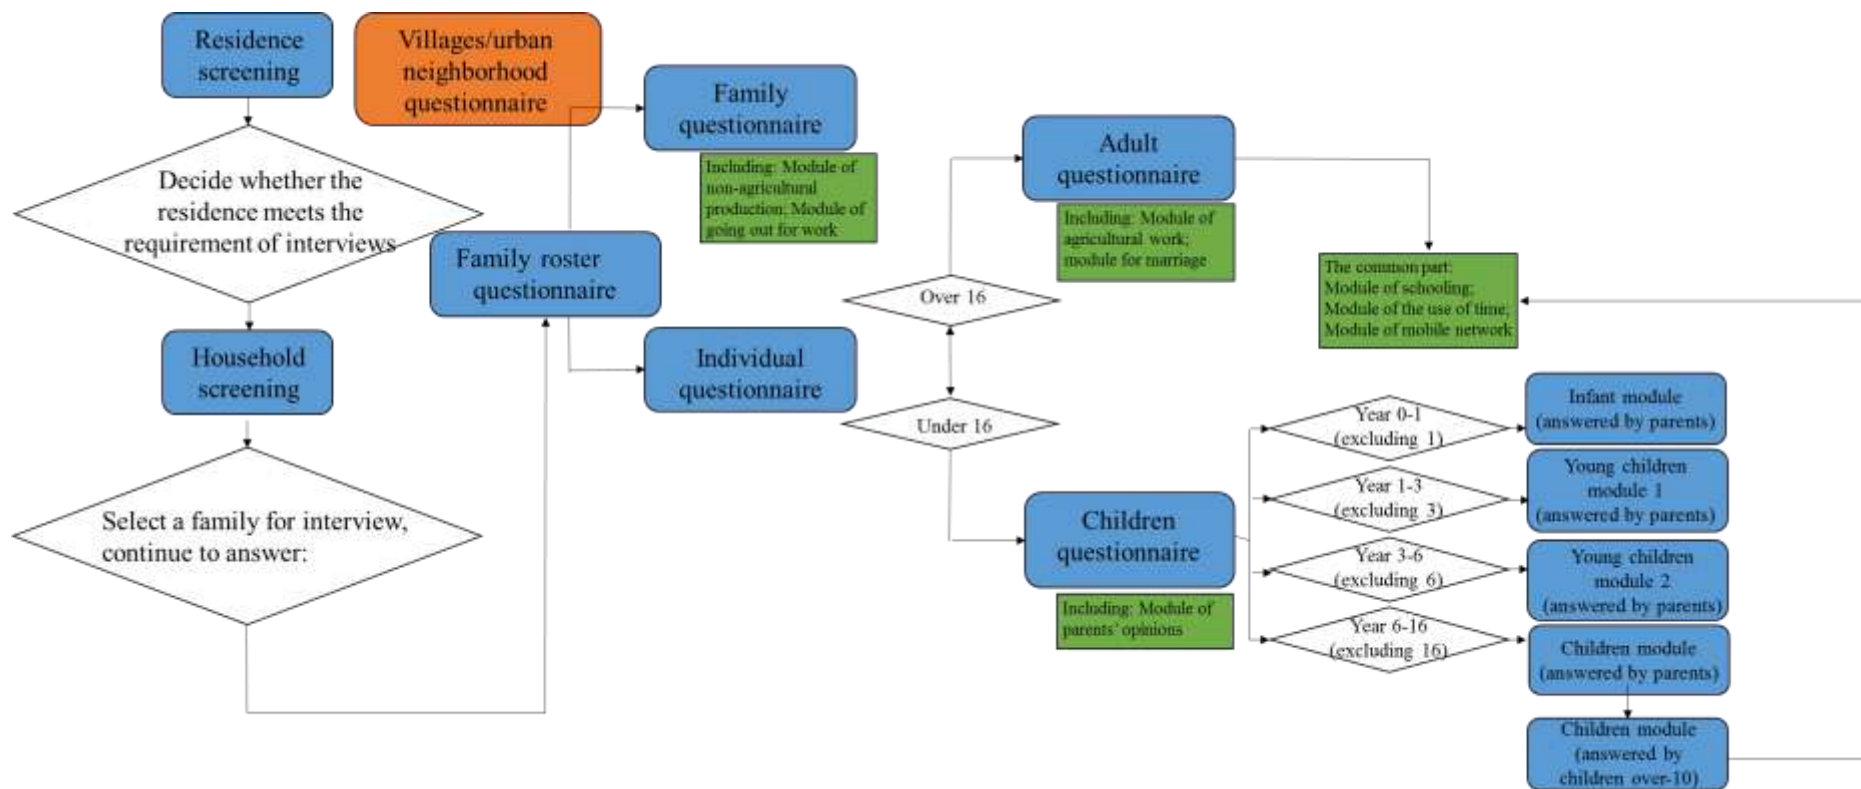 Residence
screening
Decide whether the
residence meets the
requirement of interviews
Household
screening
Select a family for interview,
continue to answer:
Villages/urban
neighborhood
questionnaire
Family roster
questionnaire
Family
questionnaire
Including: Module of
non-agricultural
production; Module of
going out for work
Individual
questionnaire
Over 16
Under 16
Adult
questionnaire
Including: Module of
agricultural work;
module for marriage
The common part:
Module of schooling;
Module of the use of time;
Module of mobile network
Children
questionnaire
Including: Module of
parents' opinions
Year 0-1
(excluding 1)
Year 1-3
(excluding 3)
Year 3-6
(excluding 6)
Year 6-16
(excluding 16)
Infant module
(answered by parents)
Young children
module 1
(answered by parents)
Young children
module 2
(answered by parents)
Children module
(answered by parents)
Children module
(answered by
children over-10)